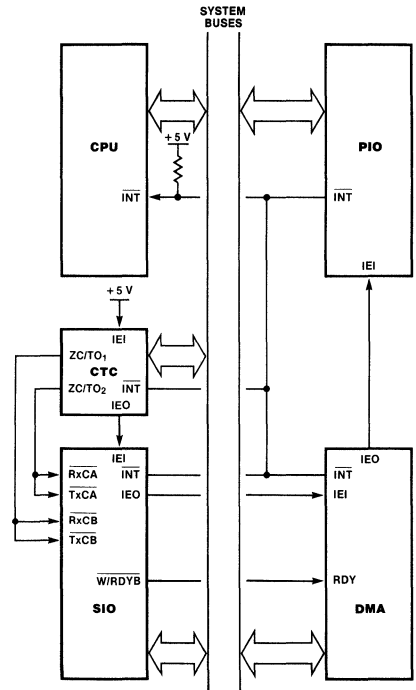 SYSTEM
BUSES
CPU
+5 V
INT
PIO
INT
IEI
+5 V
IEI
ZC/TO1
CTC
ZC/TO2 INT
IEO
IEI
RxCA INT
TxCA IEO
RxCB
TxCB
W/RDYB
SIO
IEO
INT
IEI
RDY
DMA